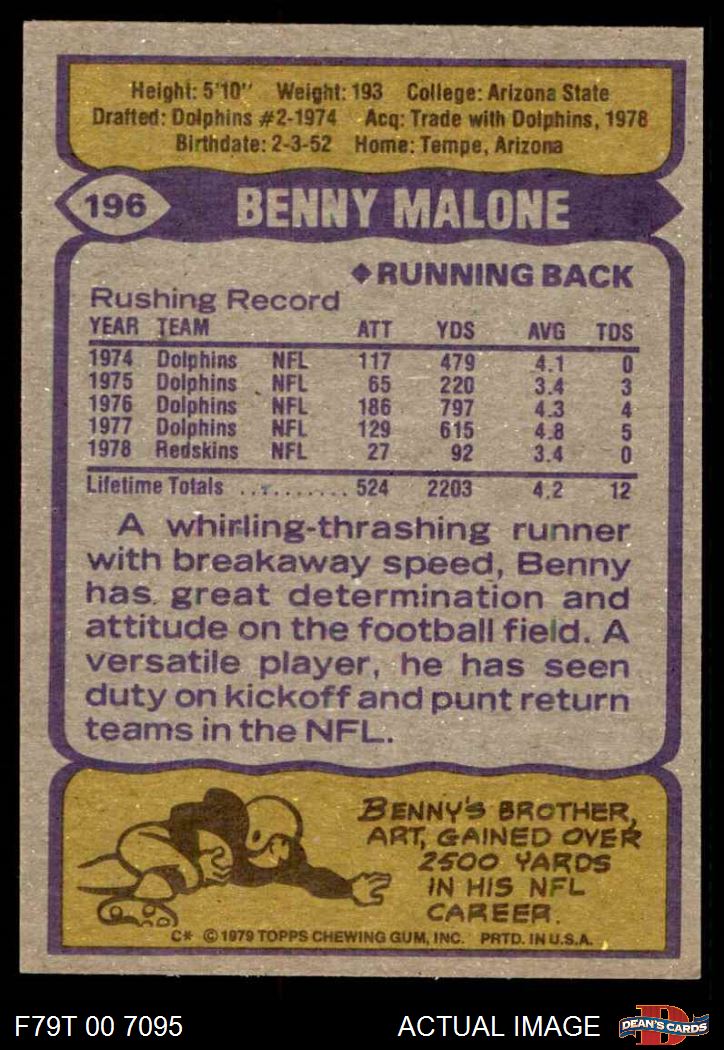 Height: 5'10" Weight: 193 College: Arizona State
Drafted: Dolphins #2-1974 Acq: Trade with Dolphins, 1978
Birthdate: 2-3-52 Home: Tempe, Arizona
196 BENNY MALONE
◆RUNNING BACK
Rushing Record
YEAR TEAM ATT YDS AVG TDS
1974 Dolphins NFL 117 479 4.1 0
1975 Dolphins NFL 65 220 3.4 3
1976 Dolphins NFL 186 797 4.3 4
1977 Dolphins NFL 129 615 4.8 5
1978 Redskins NFL 27 92 3.4 0
Lifetime Totals .......... 524 2203 4.2 12
A whirling-thrashing runner
with breakaway speed, Benny
has great determination and
attitude on the football field. A
versatile player, he has seen
duty on kickoff and punt return
teams in the NFL.
BENNY'S BROTHER,
ART, GAINED OVER
2500 YARDS
IN HIS NFL
CAREER.
C* © 1979 TOPPS CHEWING GUM, INC. PRTD. IN U.S.A.
F79T 00 7095 ACTUAL IMAGE
D
DEAN'S CARDS